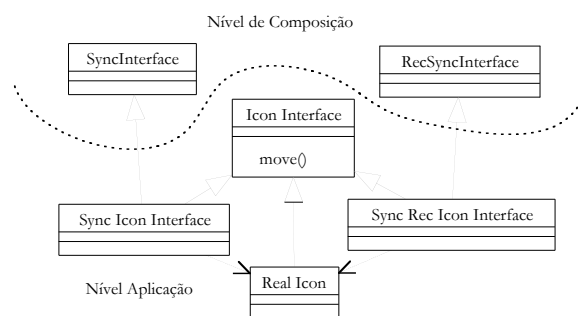 Nível de Composição
SyncInterface
RecSyncInterface
Icon Interface
move()
Sync Icon Interface
Sync Rec Icon Interface
Nível Aplicação
Real Icon